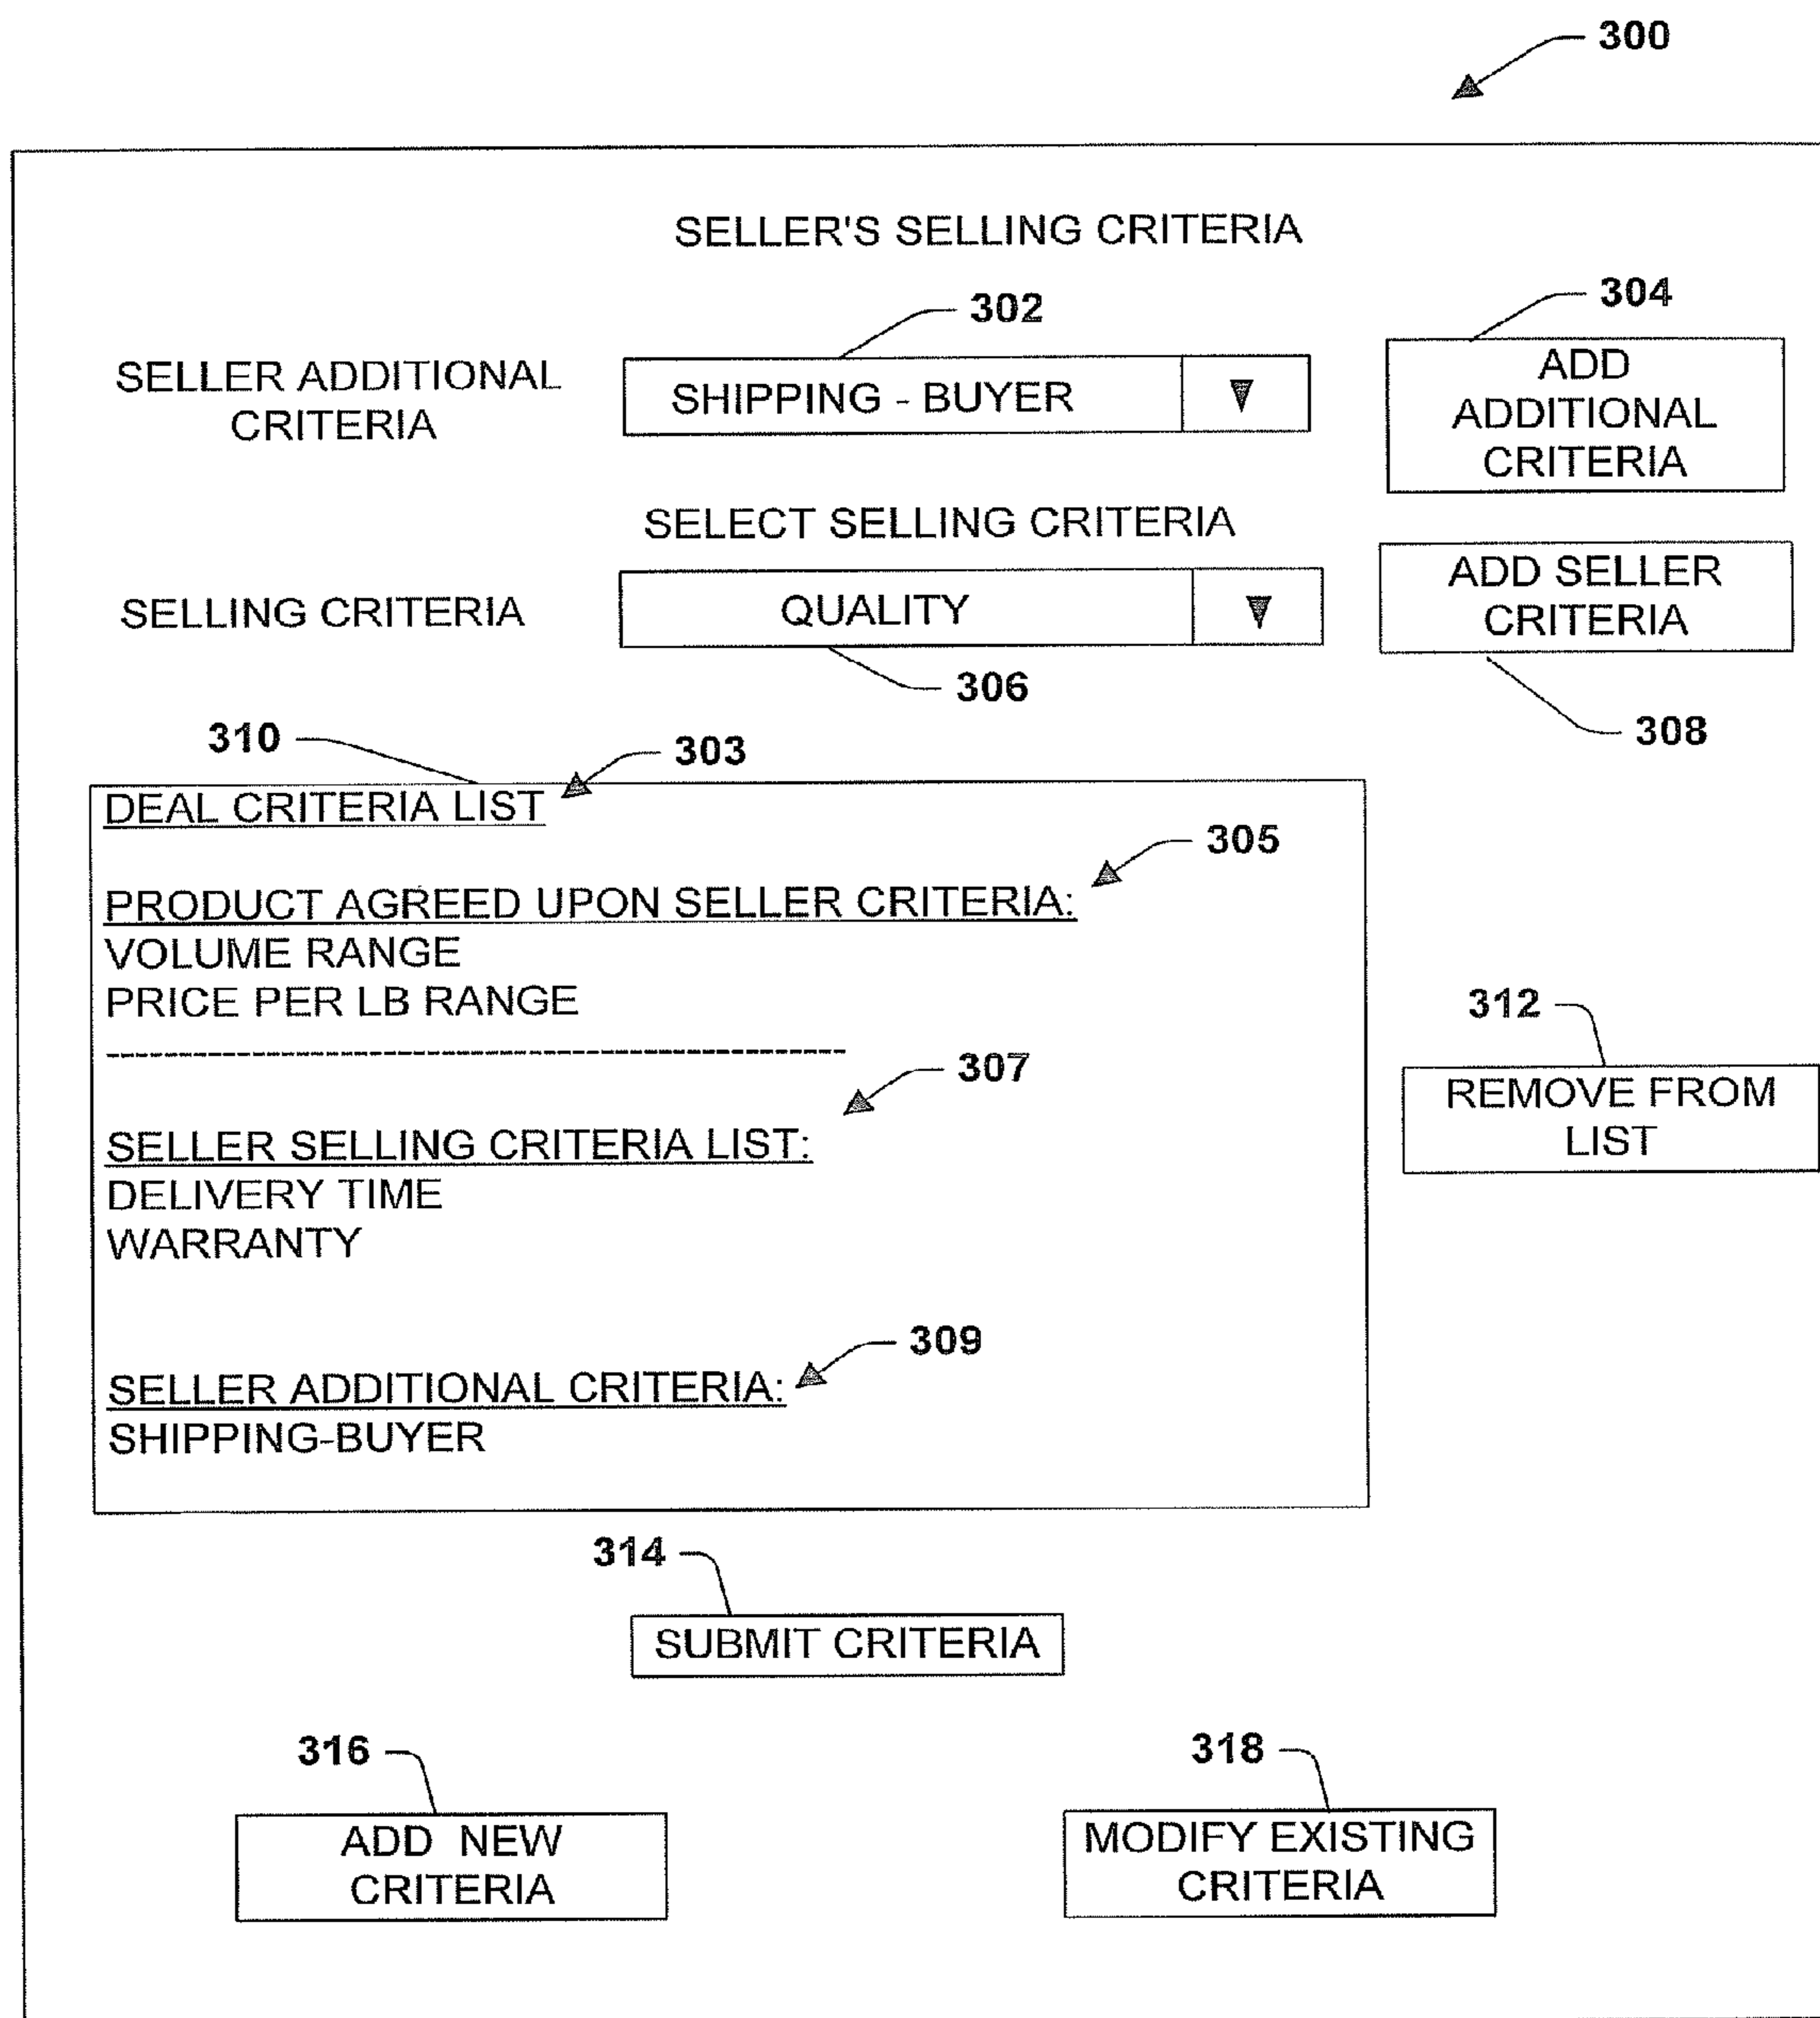 300
SELLER'S SELLING CRITERIA
302
304
SELLER ADDITIONAL
CRITERIA
SHIPPING - BUYER
ADD
ADDITIONAL
CRITERIA
SELECT SELLING CRITERIA
SELLING CRITERIA
QUALITY
ADD SELLER
CRITERIA
306
308
310
303
DEAL CRITERIA LIST
305
PRODUCT AGREED UPON SELLER CRITERIA:
VOLUME RANGE
PRICE PER LB RANGE
--------------------------------------------------
307
312
REMOVE FROM
LIST
SELLER SELLING CRITERIA LIST:
DELIVERY TIME
WARRANTY
309
SELLER ADDITIONAL CRITERIA:
SHIPPING-BUYER
314
SUBMIT CRITERIA
316
318
ADD NEW
CRITERIA
MODIFY EXISTING
CRITERIA